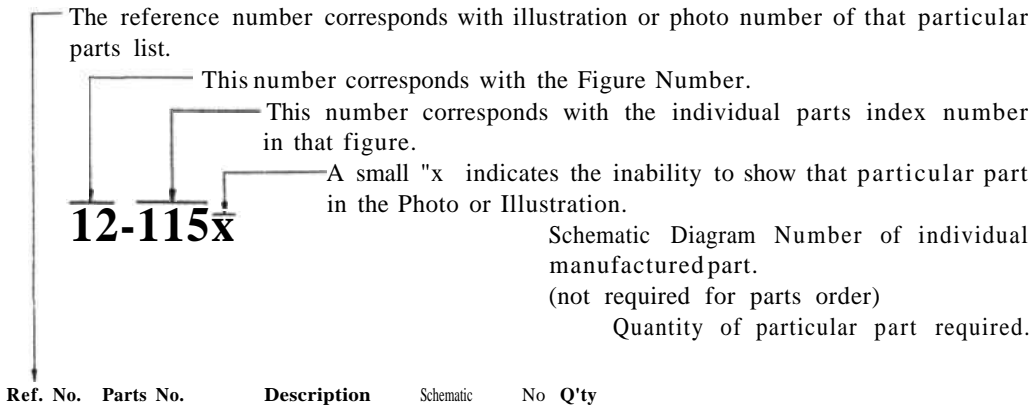 The reference number corresponds with illustration or photo number of that particular
parts list.
This number corresponds with the Figure Number.
This number corresponds with the individual parts index number
in that figure.
A small "x indicates the inability to show that particular part
in the Photo or Illustration.
12-115x
Schematic Diagram Number of individual
manufactured part.
(not required for parts order)
Quantity of particular part required.
Ref. No. Parts No. Description Schematic No Q'ty